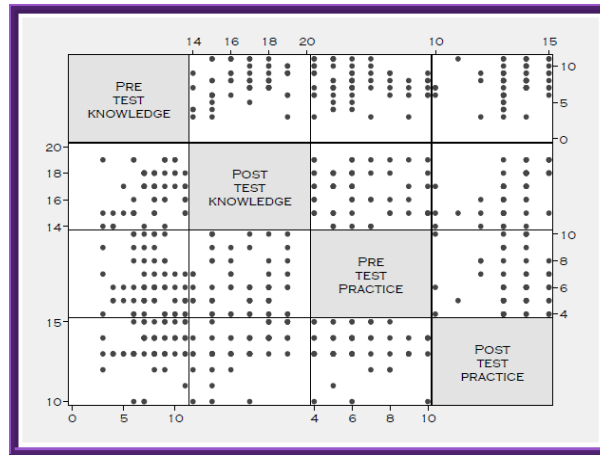 14 16 18 20 10 15
PRE
TEST
KNOWLEDGE
10
5
0
20
18
16
14
POST
TEST
KNOWLEDGE
PRE
TEST
PRACTICE
10
8
6
4
15
10
POST
TEST
PRACTICE
0 5 10 4 6 8 10